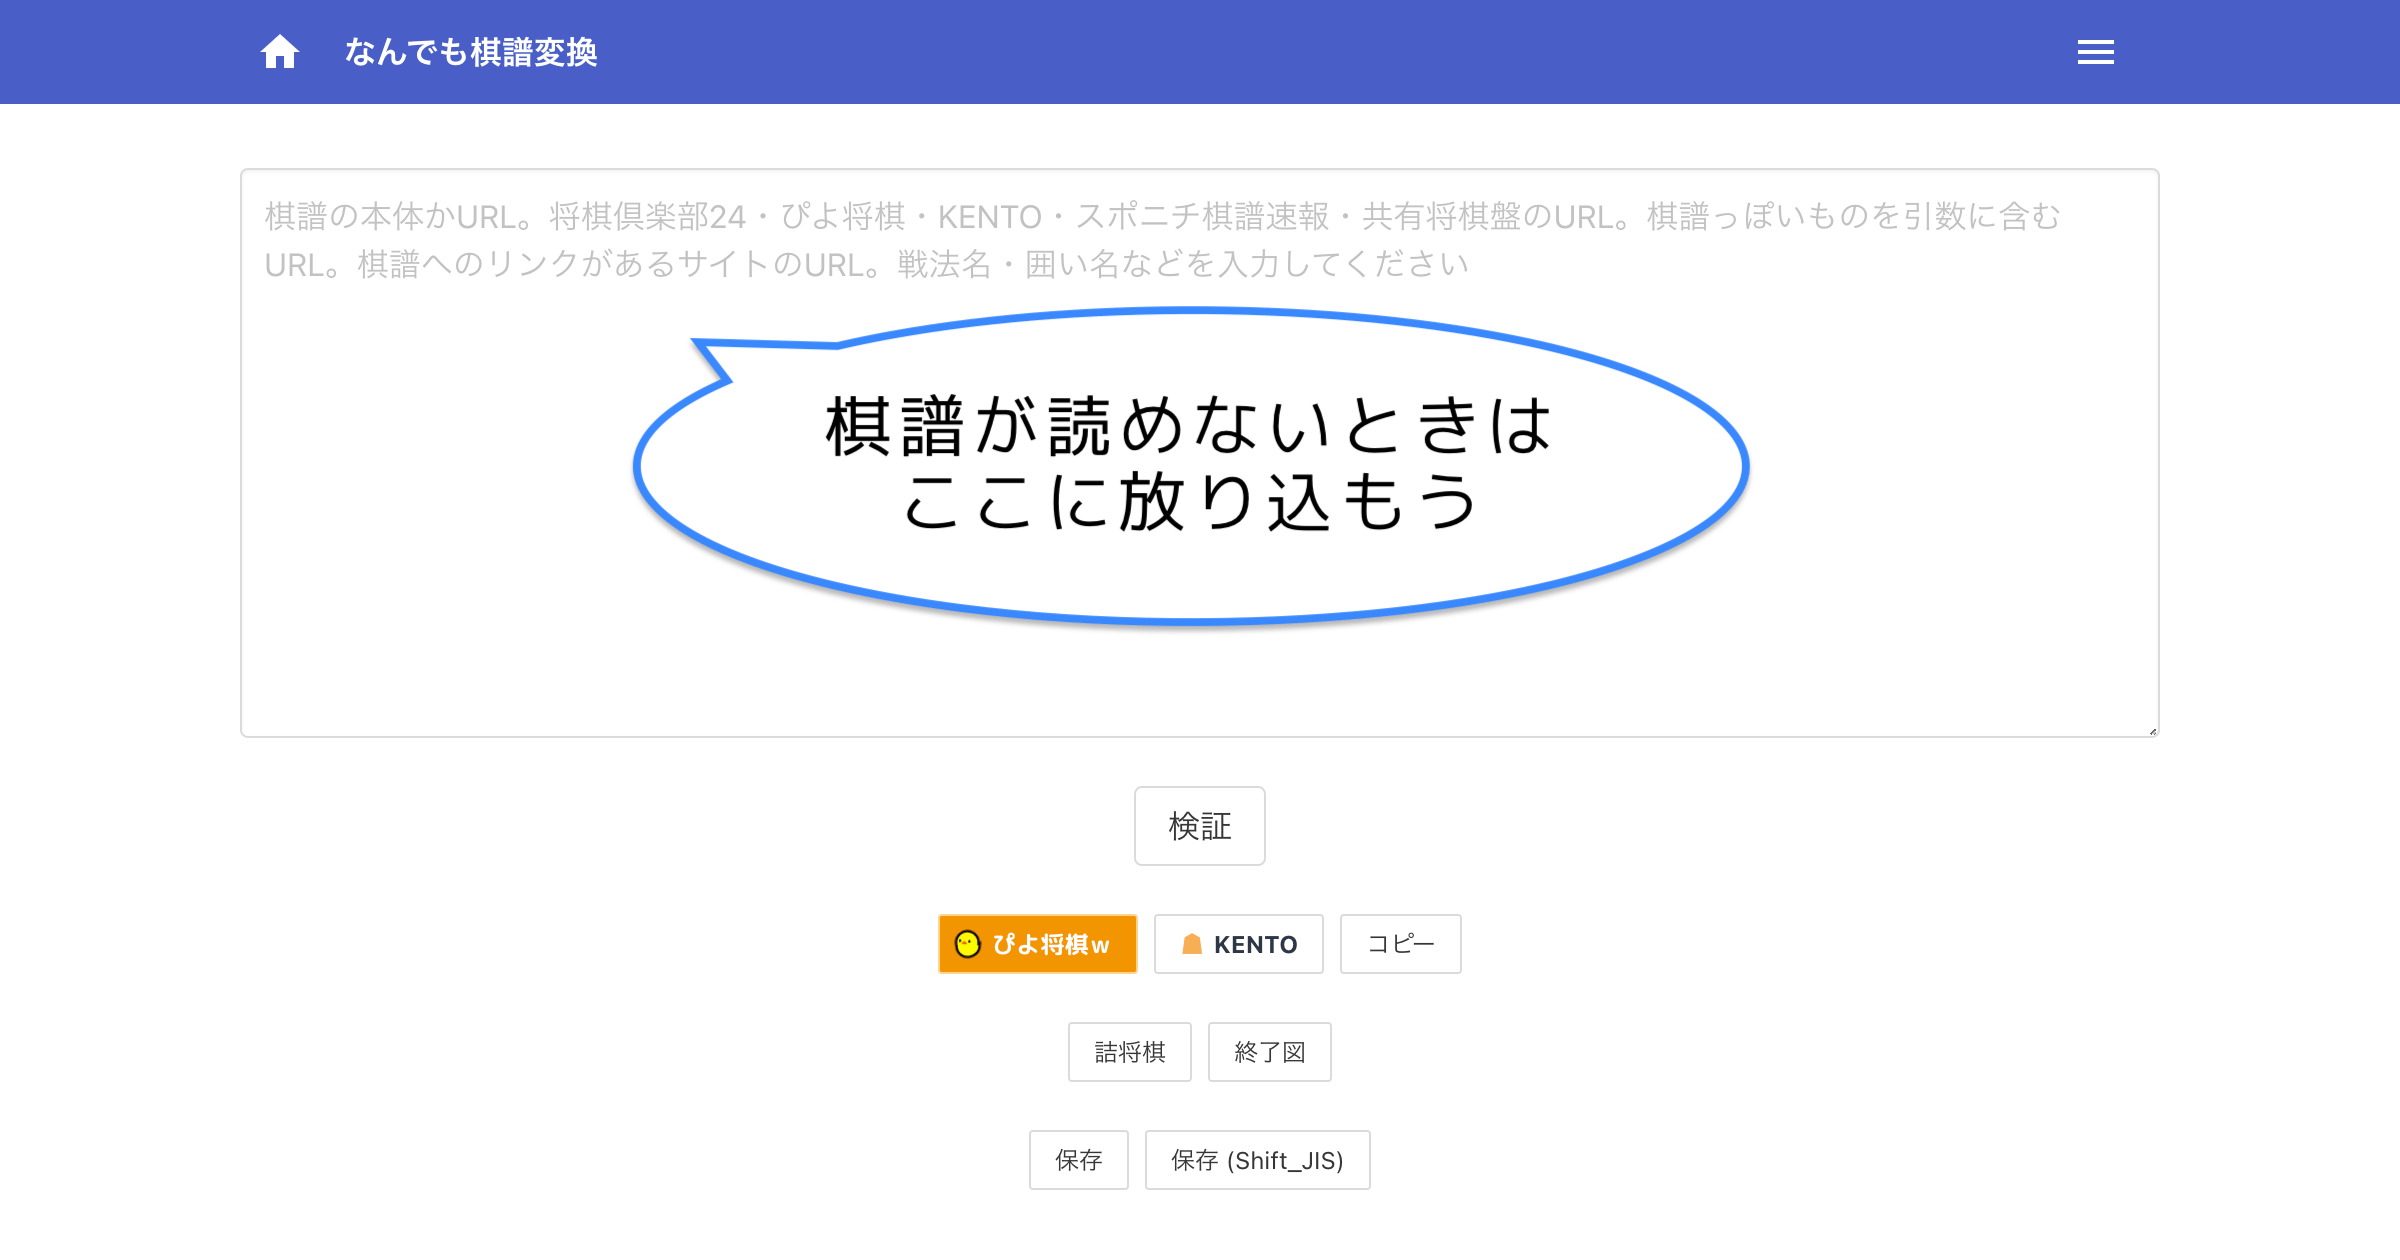 なんでも棋譜変換
棋譜の本体かURL。将棋倶楽部24・ぴよ将棋・KENTO・スポニチ棋譜速報・共有将棋盤のURL。棋譜っぽいものを引数に含む
URL。棋譜へのリンクがあるサイトのURL。戦法名・囲い名などを入力してください
棋譜が読めないときは
ここに放り込もう
検証
ぴよ将棋w
KENTO
コピー
詰将棋
終了図
保存
保存 (Shift_JIS)